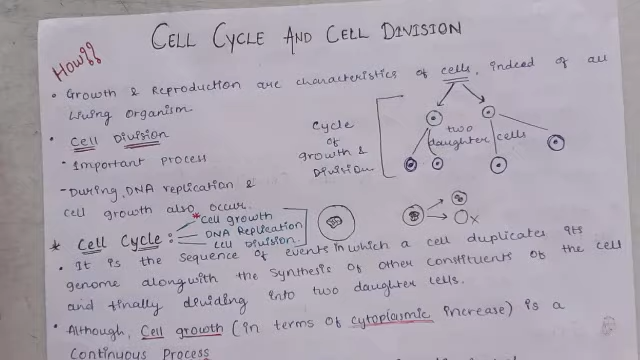 CELL CYCLE AND CELL DIVISION
How??
• Growth & Reproduction are characteristics of cells, indeed of all
living organism.
• Cell Division
- Important process
- During, DNA replication &
cell growth also occur.
Cycle
of
growth &
Division
two
daughter cells
* Cell Cycle :
* Cell growth
DNA Replication
Cell Division
x
• It is the sequence of events in which a cell duplicates its
genome along with the synthesis of other constituents of the cell
and finally dividing into two daughter cells.
• Although, Cell growth (in terms of cytoplasmic increase) is a
Continuous Process